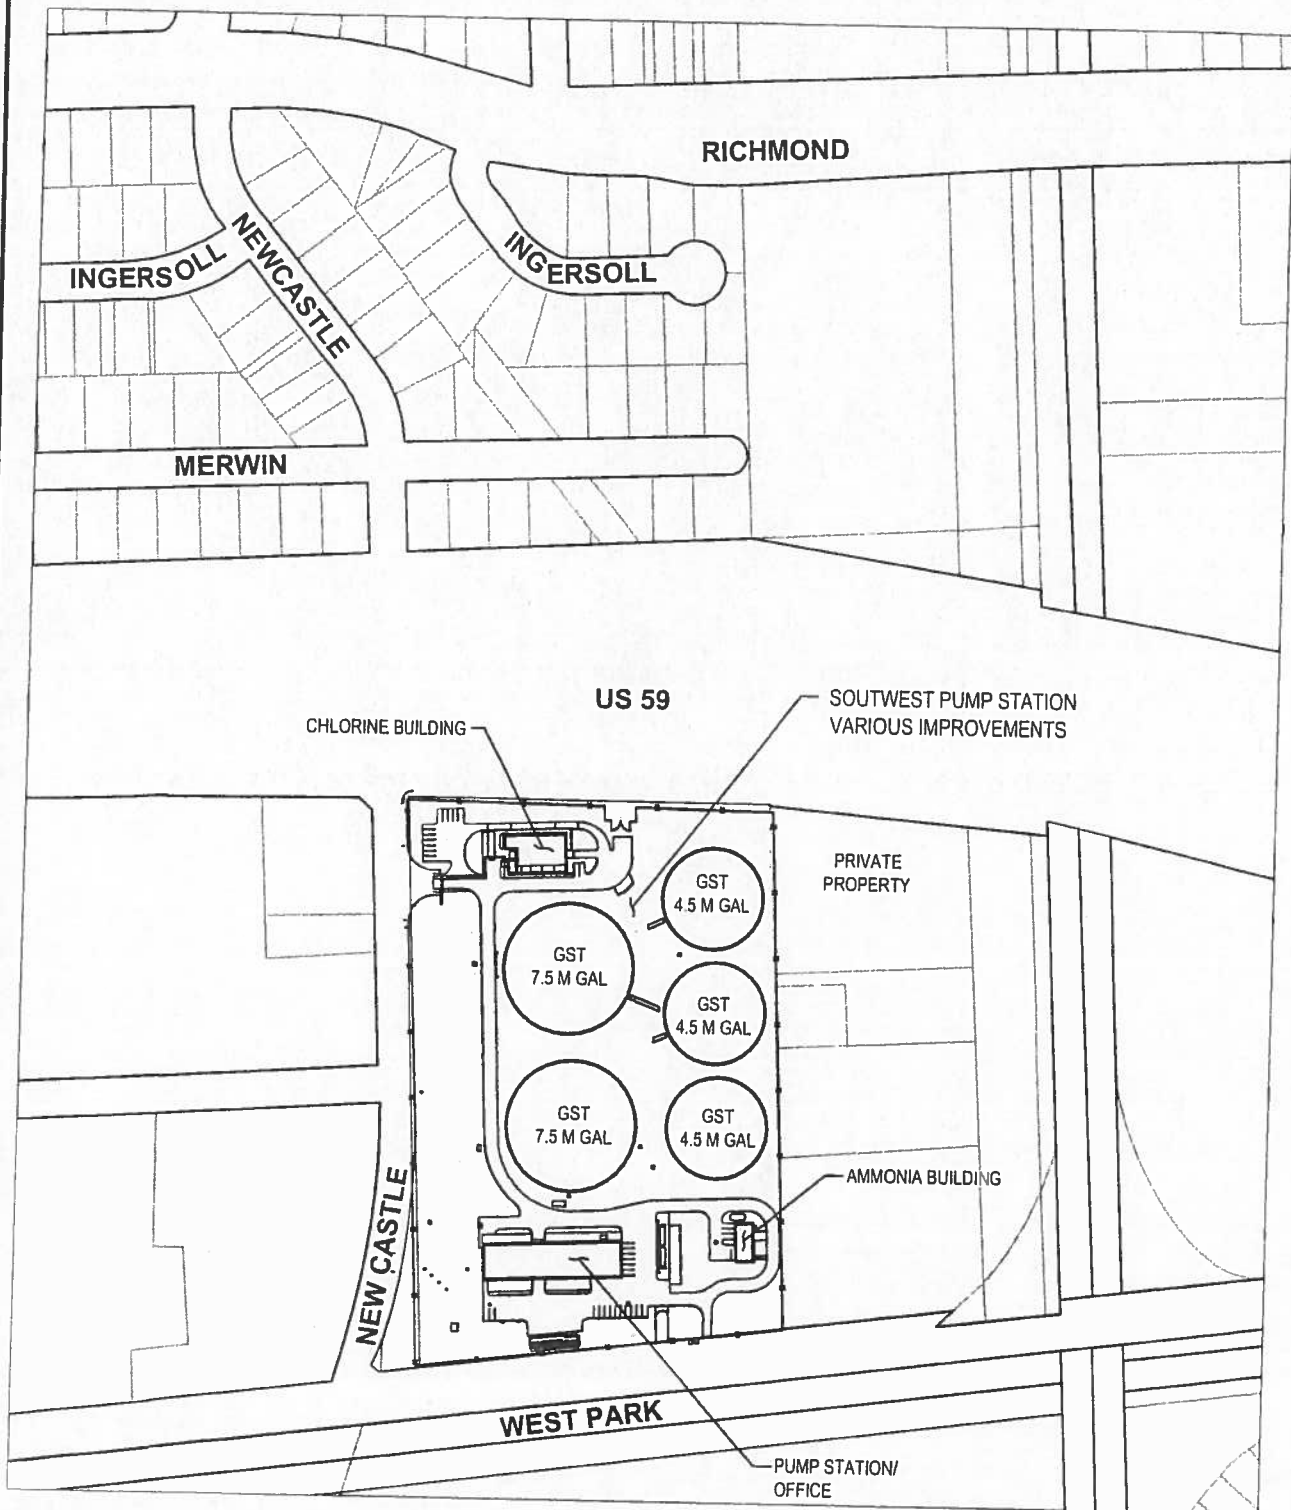 RICHMOND
INGERSOLL
NEWCASTLE
INGERSOLL
MERWIN
US 59
SOUTWEST PUMP STATION
VARIOUS IMPROVEMENTS
CHLORINE BUILDING
PRIVATE
PROPERTY
GST
4.5 M GAL
GST
7.5 M GAL
GST
4.5 M GAL
GST
7.5 M GAL
GST
4.5 M GAL
AMMONIA BUILDING
NEW CASTLE
WEST PARK
PUMP STATION/
OFFICE